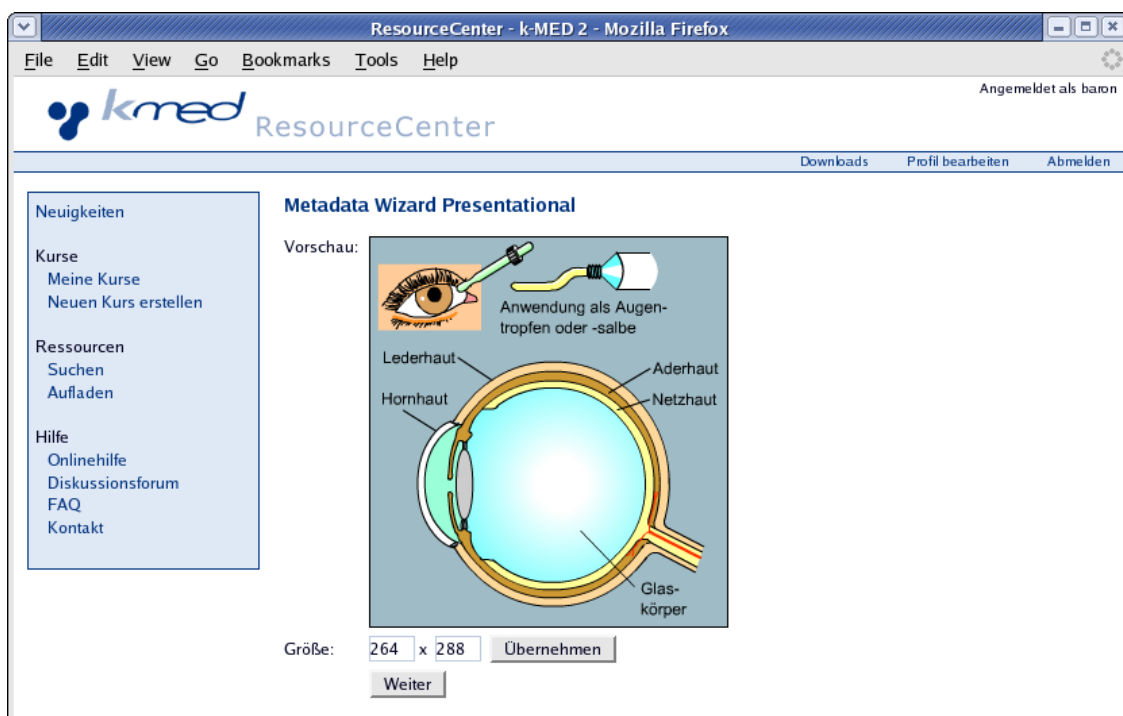 ResourceCenter - k-MED 2 - Mozilla Firefox
File Edit View Go Bookmarks Tools Help
Angemeldet als baron
kmed ResourceCenter
Downloads Profil bearbeiten Abmelden
Neuigkeiten
Kurse
Meine Kurse
Neuen Kurs erstellen
Ressourcen
Suchen
Aufladen
Hilfe
Onlinehilfe
Diskussionsforum
FAQ
Kontakt
Metadata Wizard Presentational
Vorschau:
Anwendung als Augen-
tropfen oder -salbe
Lederhaut
Aderhaut
Hornhaut
Netzhaut
Glas-
körper
Größe: 264 x 288 Übernehmen
Weiter